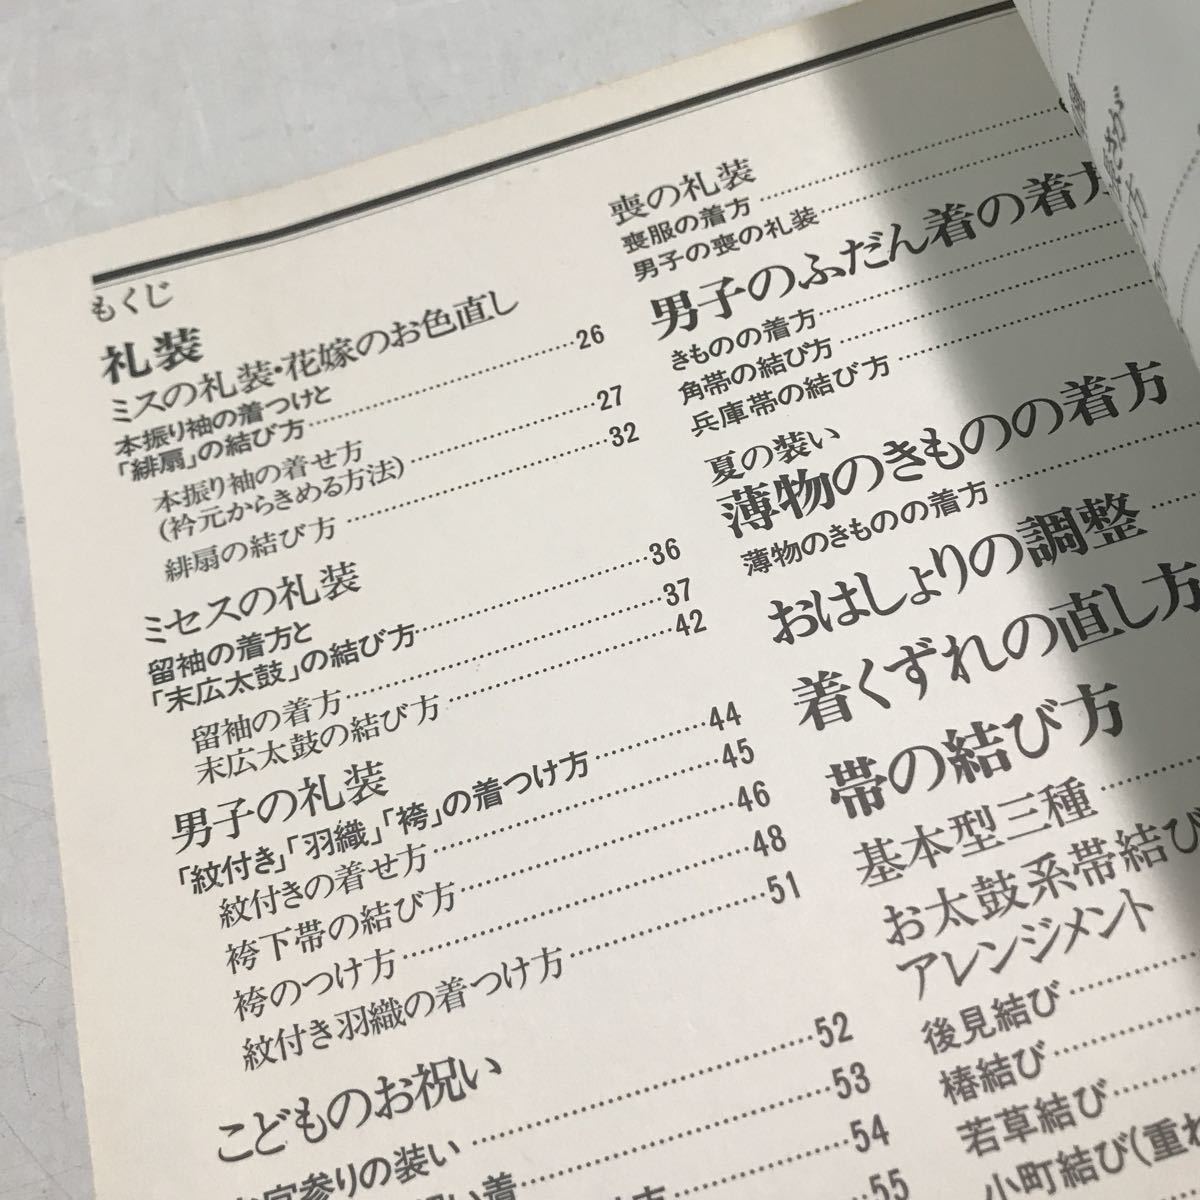 もくじ
礼装
ミスの礼装・花嫁のお色直し
本振り袖の着つけと
「緋扇」の結び方……26
本振り袖の着せ方
(衿元からきめる方法)……27
緋扇の結び方……32
ミセスの礼装
留袖の着方と
「末広太鼓」の結び方……36
留袖の着方……37
末広太鼓の結び方……42
男子の礼装
「紋付き」「羽織」「袴」の着つけ方……44
紋付きの着せ方……45
袴下帯の結び方……46
袴のつけ方……48
紋付き羽織の着つけ方……51
こどものお祝い
お宮参りの装い……52
祝い着……53
方……54
55
喪の礼装
喪服の着方……
男子の喪の礼装……
男子のふだん着の着方
きものの着方……
角帯の結び方……
兵庫帯の結び方……
夏の装い
薄物のきものの着方
薄物のきものの着方……
おはしょりの調整
着くずれの直し方
帯の結び方
基本型三種……
お太鼓系帯結び
アレンジメント
後見結び……
椿結び……
若草結び……
小町結び(重ね